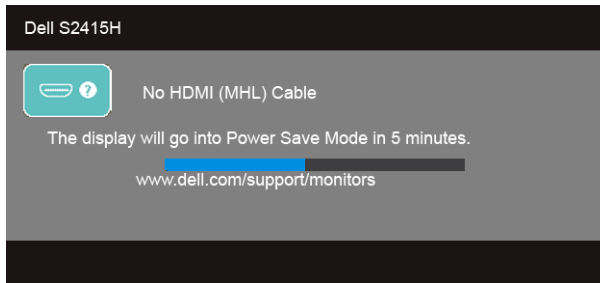 Dell S2415H
?
No HDMI (MHL) Cable
The display will go into Power Save Mode in 5 minutes.
www.dell.com/support/monitors